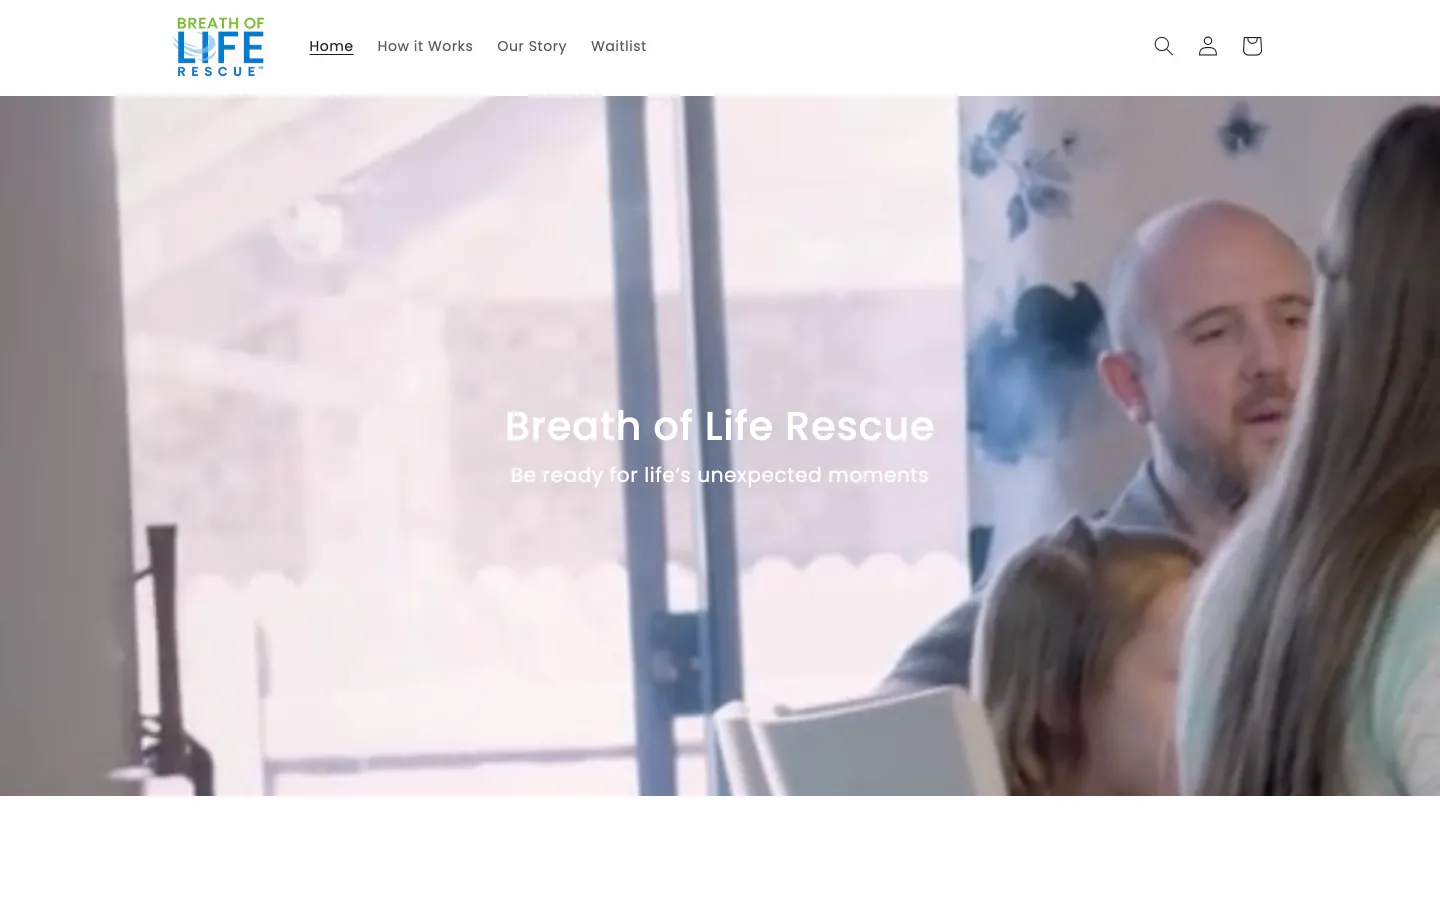 BREATH OF
LIFE
RESCUE™
Home
How it Works
Our Story
Waitlist
Breath of Life Rescue
Be ready for life’s unexpected moments